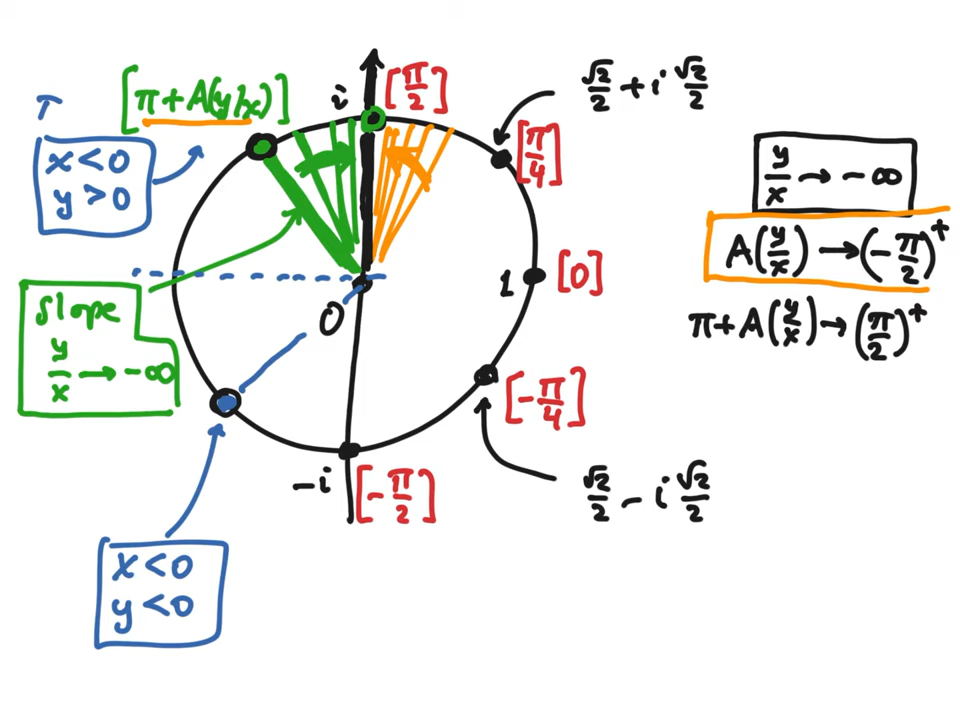 [π + A(y/x)]
i
[π/2]
√2/2 + i √2/2
x < 0
y > 0
[π/4]
y/x → -∞
A(y/x) → (-π/2)⁺
π + A(y/x) → (π/2)⁺
1
[0]
0
Slope
y/x → -∞
[-π/4]
-i
[-π/2]
√2/2 - i √2/2
x < 0
y < 0